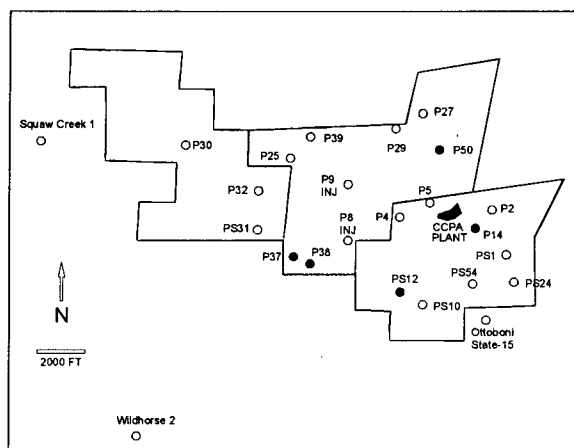 P27
Squaw Creek 1
P39
P29
P50
P30
P25
P9
INJ
P32
P5
P2
P4
P8
INJ
CCPA
PLANT
P14
PS31
PS1
P37
P38
PS12
PS54
PS24
PS10
N
Ottoboni
State-15
2000 FT
Wildhorse 2